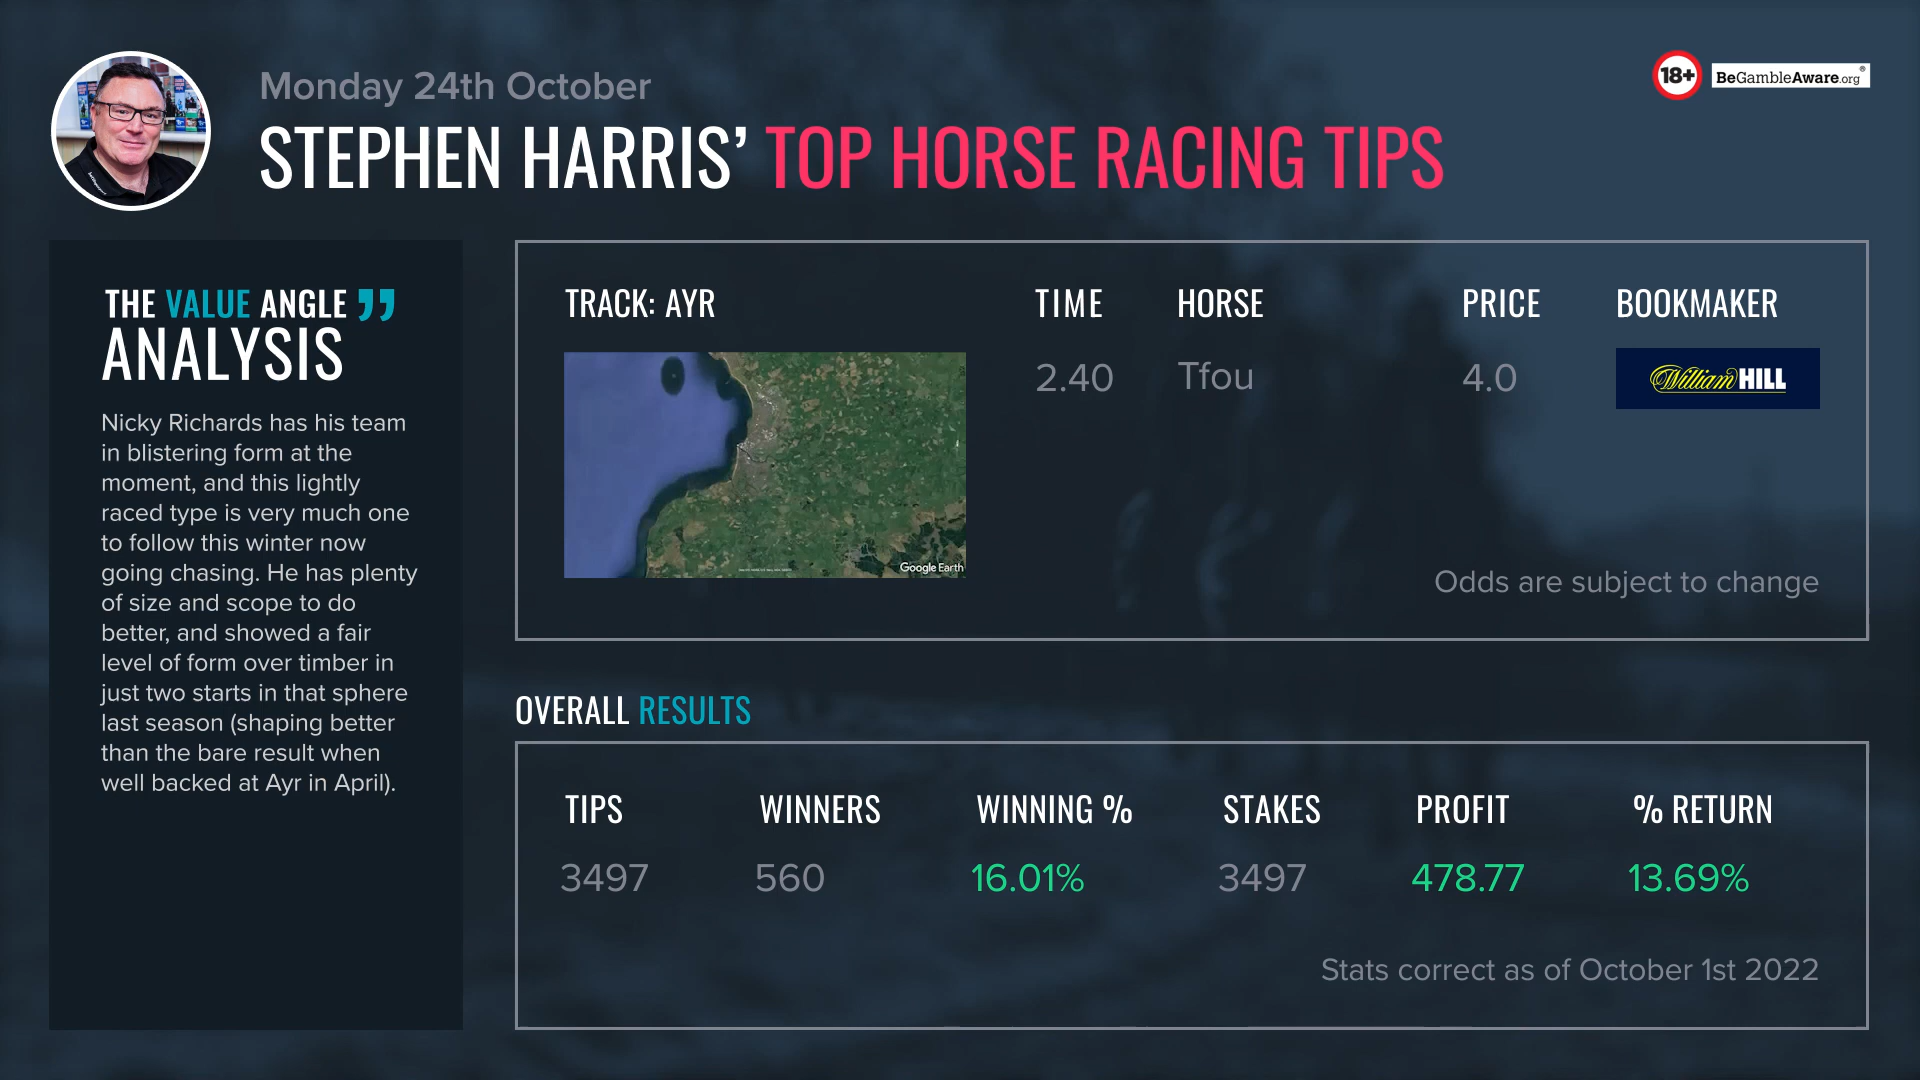 Monday 24th October
STEPHEN HARRIS’ TOP HORSE RACING TIPS
18+
BeGambleAware.org®
THE VALUE ANGLE ”
ANALYSIS
Nicky Richards has his team
in blistering form at the
moment, and this lightly
raced type is very much one
to follow this winter now
going chasing. He has plenty
of size and scope to do
better, and showed a fair
level of form over timber in
just two starts in that sphere
last season (shaping better
than the bare result when
well backed at Ayr in April).
TRACK: AYR
Google Earth
TIME HORSE PRICE BOOKMAKER
2.40 Tfou 4.0 William HILL
Odds are subject to change
OVERALL RESULTS
TIPS WINNERS WINNING % STAKES PROFIT % RETURN
3497 560 16.01% 3497 478.77 13.69%
Stats correct as of October 1st 2022